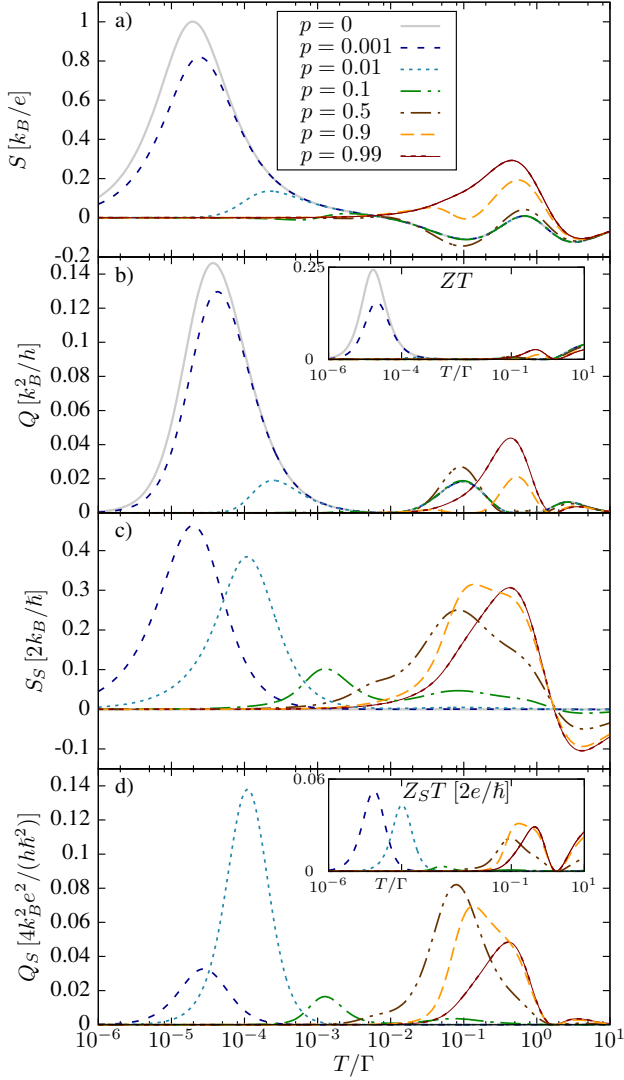 a)
S [k_B/e]
1
0.8
0.6
0.4
0.2
0
-0.2
p = 0
p = 0.001
p = 0.01
p = 0.1
p = 0.5
p = 0.9
p = 0.99
b)
Q [k_B^2/h]
0.14
0.12
0.1
0.08
0.06
0.04
0.02
0
0.25
ZT
0
10^{-6} 10^{-4} T/Γ 10^{-1} 10^{1}
c)
S_S [2k_B/ℏ]
0.4
0.3
0.2
0.1
0
-0.1
d)
Q_S [4k_B^2e^2/(hℏ^2)]
0.14
0.12
0.1
0.08
0.06
0.04
0.02
0
0.06
Z_ST [2e/ℏ]
0
10^{-6} T/Γ 10^{-1} 10^{1}
10^{-6} 10^{-5} 10^{-4} 10^{-3} 10^{-2} 10^{-1} 10^{0} 10^{1}
T/Γ